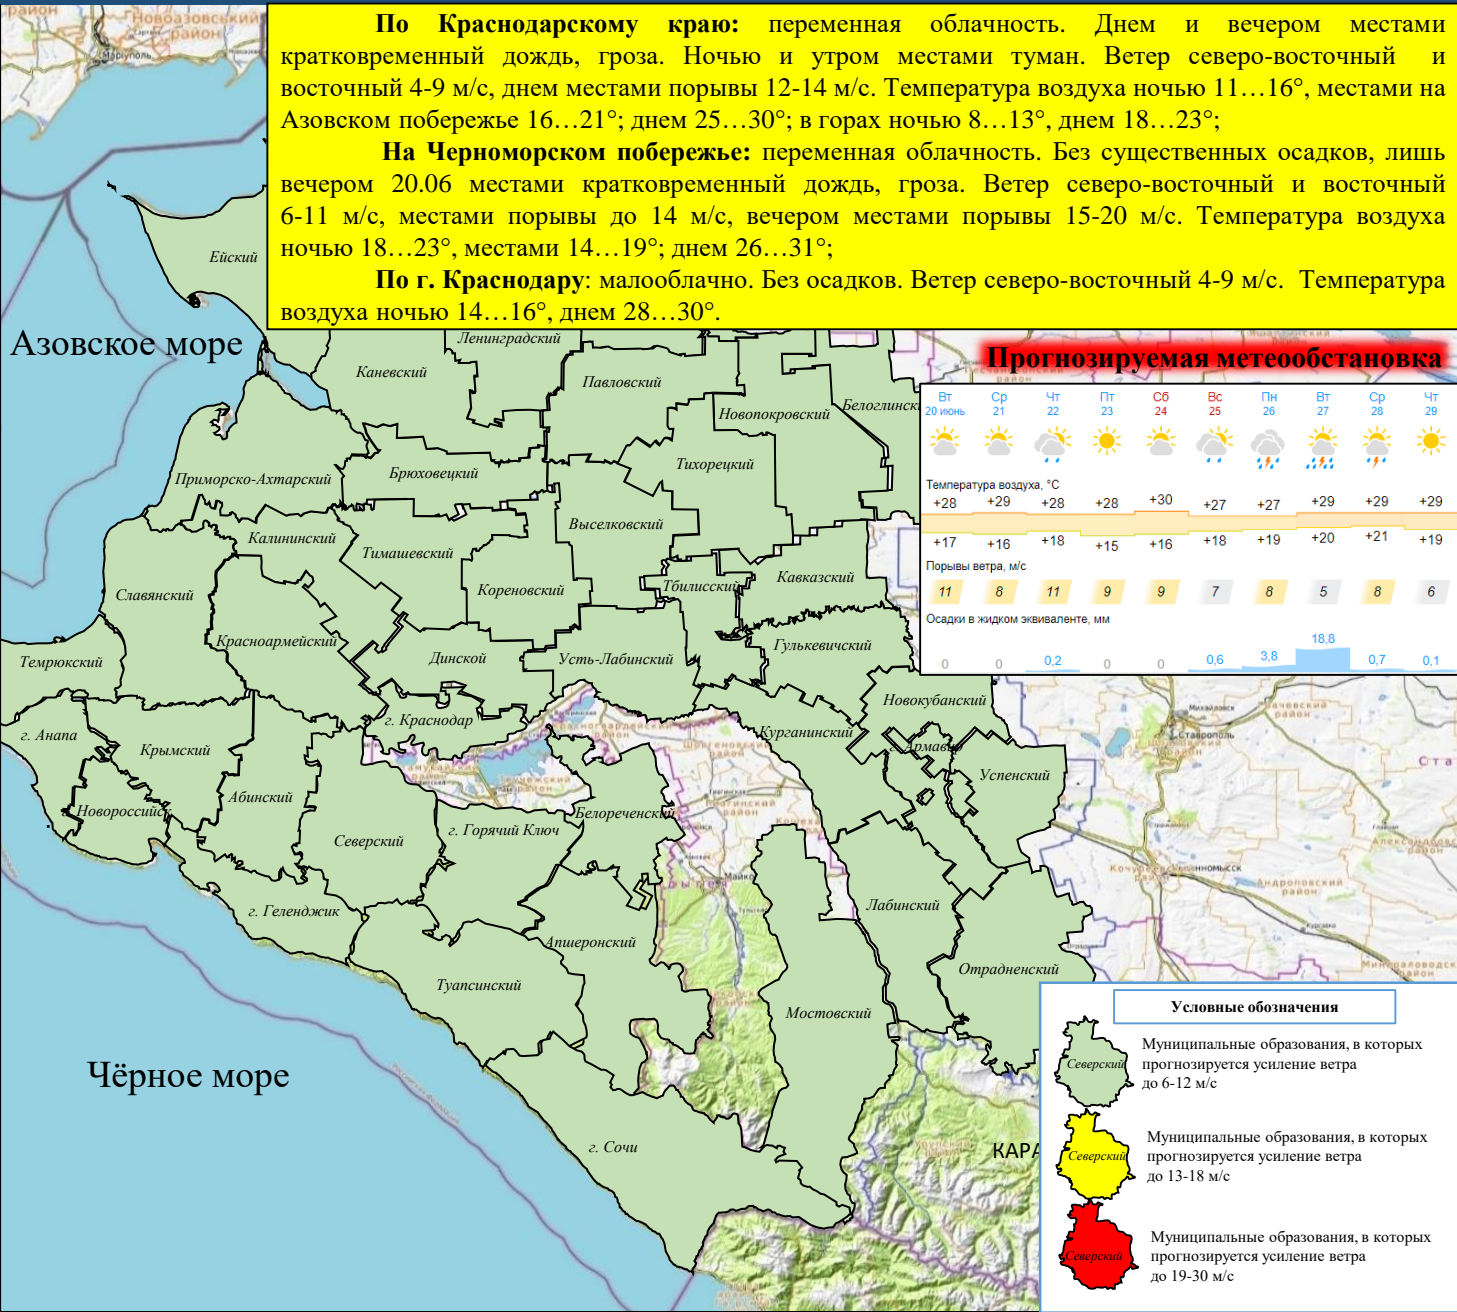 По Краснодарскому краю: переменная облачность. Днем и вечером местами
кратковременный дождь, гроза. Ночью и утром местами туман. Ветер северо-восточный и
восточный 4-9 м/с, днем местами порывы 12-14 м/с. Температура воздуха ночью 11…16°, местами на
Азовском побережье 16…21°; днем 25…30°; в горах ночью 8…13°, днем 18…23°;
На Черноморском побережье: переменная облачность. Без существенных осадков, лишь
вечером 20.06 местами кратковременный дождь, гроза. Ветер северо-восточный и восточный
6-11 м/с, местами порывы до 14 м/с, вечером местами порывы 15-20 м/с. Температура воздуха
ночью 18…23°, местами 14…19°; днем 26…31°;
По г. Краснодару: малооблачно. Без осадков. Ветер северо-восточный 4-9 м/с. Температура
воздуха ночью 14…16°, днем 28…30°.
Прогнозируемая метеообстановка
Вт Ср Чт Пт Сб Вс Пн Вт Ср Чт
20 июнь 21 22 23 24 25 26 27 28 29
Температура воздуха, °C
+28 +29 +28 +28 +30 +27 +27 +29 +29 +29
+17 +16 +18 +15 +16 +18 +19 +20 +21 +19
Порывы ветра, м/с
11 8 11 9 9 7 8 5 8 6
Осадки в жидком эквиваленте, мм
0 0 0,2 0 0 0,6 3,8 18,8 0,7 0,1
Азовское море
Чёрное море
Ейский
Ленинградский
Каневский
Павловский
Новопокровский
Белоглинск
Тихорецкий
Приморско-Ахтарский
Брюховецкий
Выселковский
Калининский
Тимашевский
Кореновский
Тбилисский
Кавказский
Славянский
Красноармейский
Динской
Усть-Лабинский
Гулькевичский
Темрюкский
г. Краснодар
Новокубанский
г. Анапа
Крымский
Курганинский
г. Армавир
Успенский
г. Новороссийск
Абинский
Северский
г. Горячий Ключ
Белореченский
г. Геленджик
Апшеронский
Лабинский
Туапсинский
Отрадненский
Мостовский
г. Сочи
КАРА
Мариуполь
Новоазовський
район
Ставрополь
Михайловск
Андроповский
район
Условные обозначения
Северский
Муниципальные образования, в которых
прогнозируется усиление ветра
до 6-12 м/с
Северский
Муниципальные образования, в которых
прогнозируется усиление ветра
до 13-18 м/с
Северский
Муниципальные образования, в которых
прогнозируется усиление ветра
до 19-30 м/с